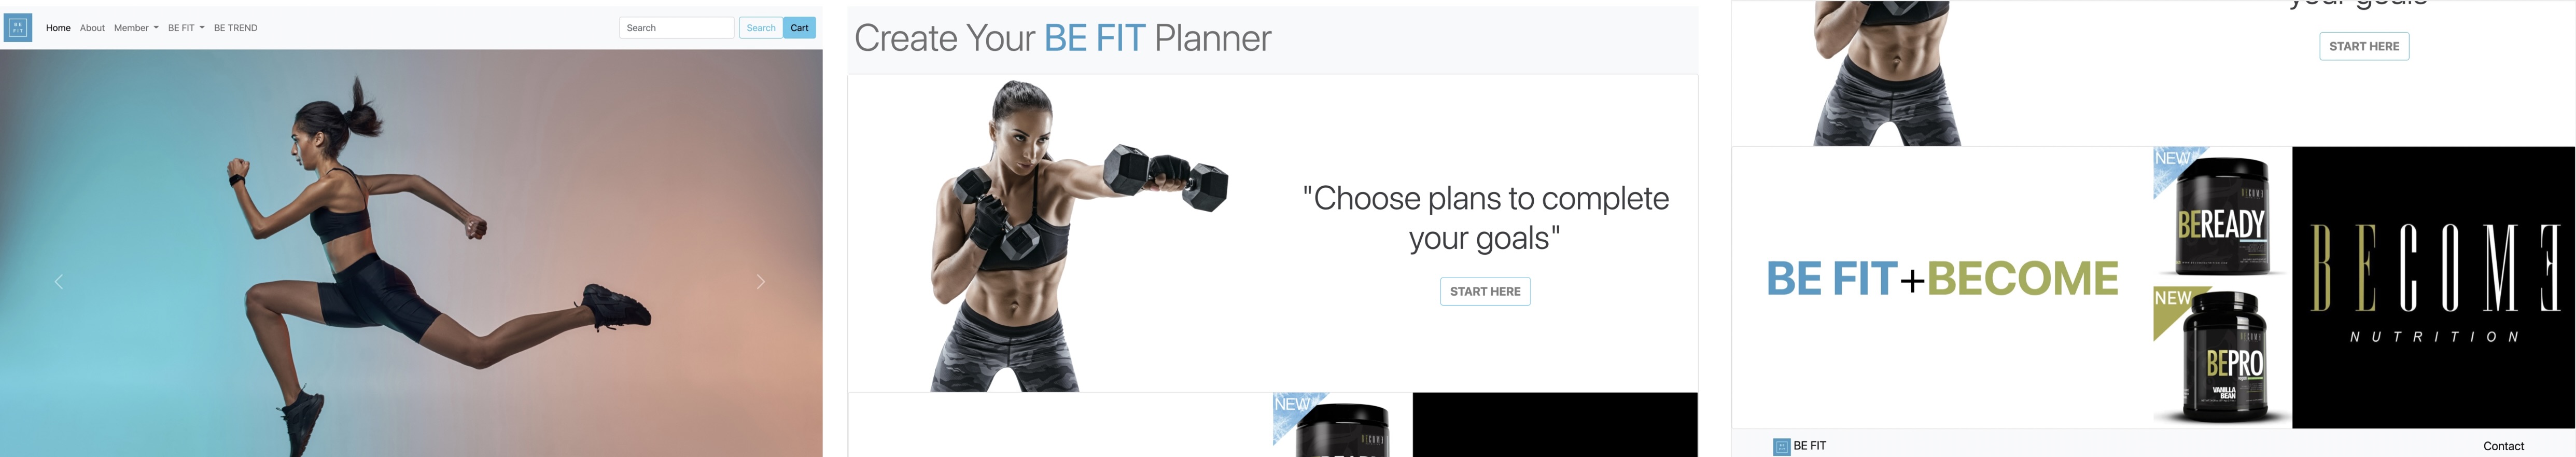 BE
FIT
Home About Member BE FIT BE TREND
Search
Search
Cart
Create Your BE FIT Planner
"Choose plans to complete
your goals"
START HERE
NEW
your goals"
START HERE
BE FIT+BECOME
NEW
BECOME
BEREADY
NEW
BECOME
BEPRO
VANILLA
BEAN
BECOME
NUTRITION
BE FIT
Contact